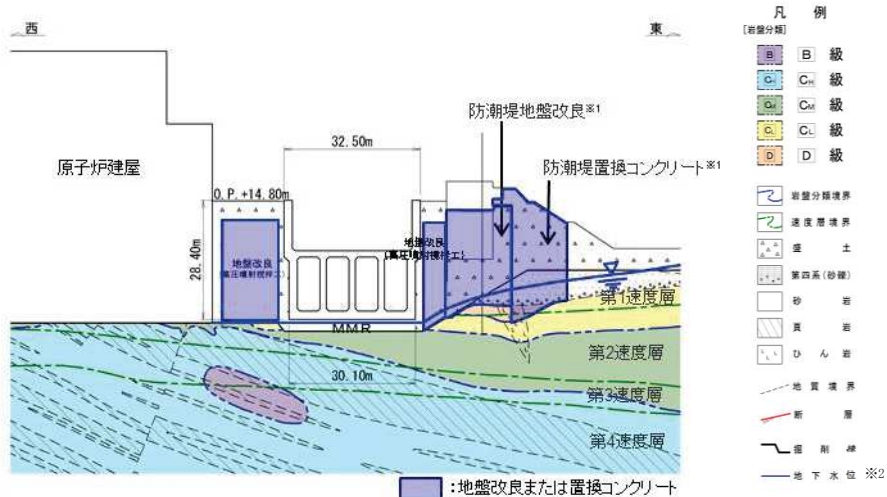 西
東
防潮堤地盤改良※1
32.50m
防潮堤置換コンクリート※1
原子炉建屋
O.P.+14.80m
28.40m
地盤改良
(高圧噴射撹拌工)
地盤改良
(高圧噴射撹拌工)
第1速度層
MMR
第2速度層
30.10m
第3速度層
第4速度層
:地盤改良または置換コンクリート
凡 例
[岩盤分類]
B B 級
CH CH 級
CM CM 級
CL CL 級
D D 級
岩盤分類境界
速度層境界
盛 土
第四系(砂礫)
砂 岩
頁 岩
ひ ん 岩
地 質 境 界
断 層
掘 削 線
地 下 水 位 ※2